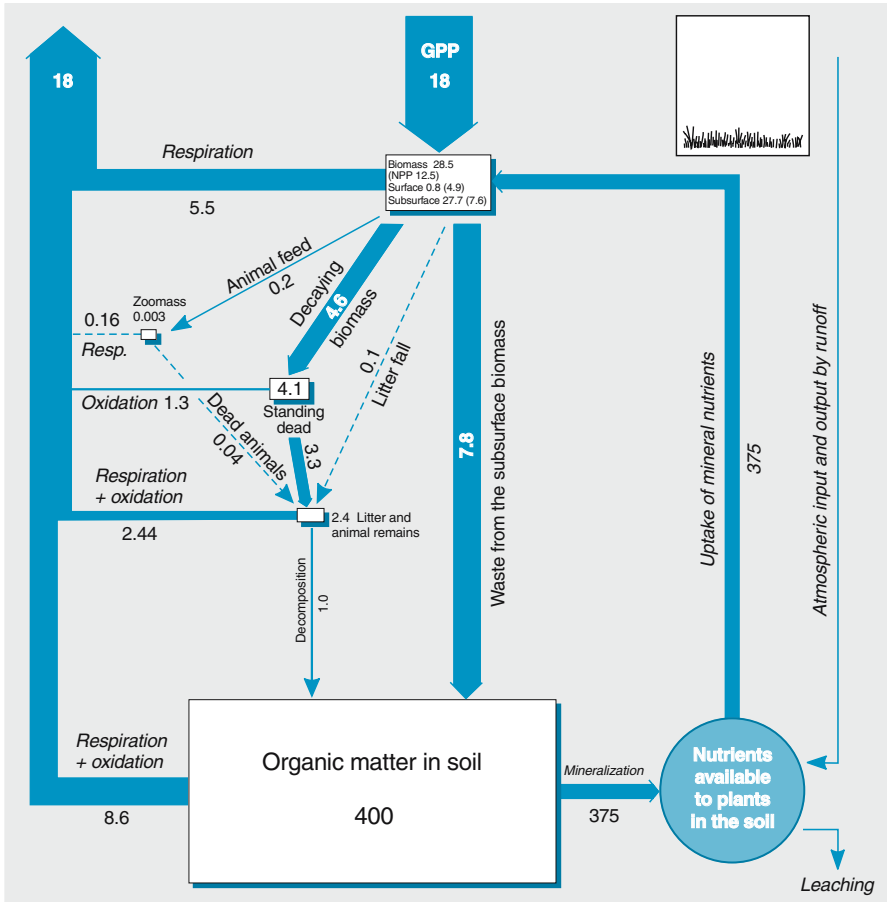 GPP
18
18
Respiration
5.5
Biomass 28.5
(NPP 12.5)
Surface 0.8 (4.9)
Subsurface 27.7 (7.6)
Animal feed
0.2
Decaying
4.6
biomass
Zoomass
0.003
0.16
Resp.
0.1
Litter fall
Oxidation 1.3
4.1
Standing
dead
Dead animals
0.04
3.3
Respiration
+ oxidation
2.44
2.4 Litter and
animal remains
Decomposition
1.0
7.8
Waste from the subsurface biomass
Uptake of mineral nutrients
375
Atmospheric input and output by runoff
Respiration
+ oxidation
8.6
Organic matter in soil
400
Mineralization
375
Nutrients
available
to plants
in the soil
Leaching